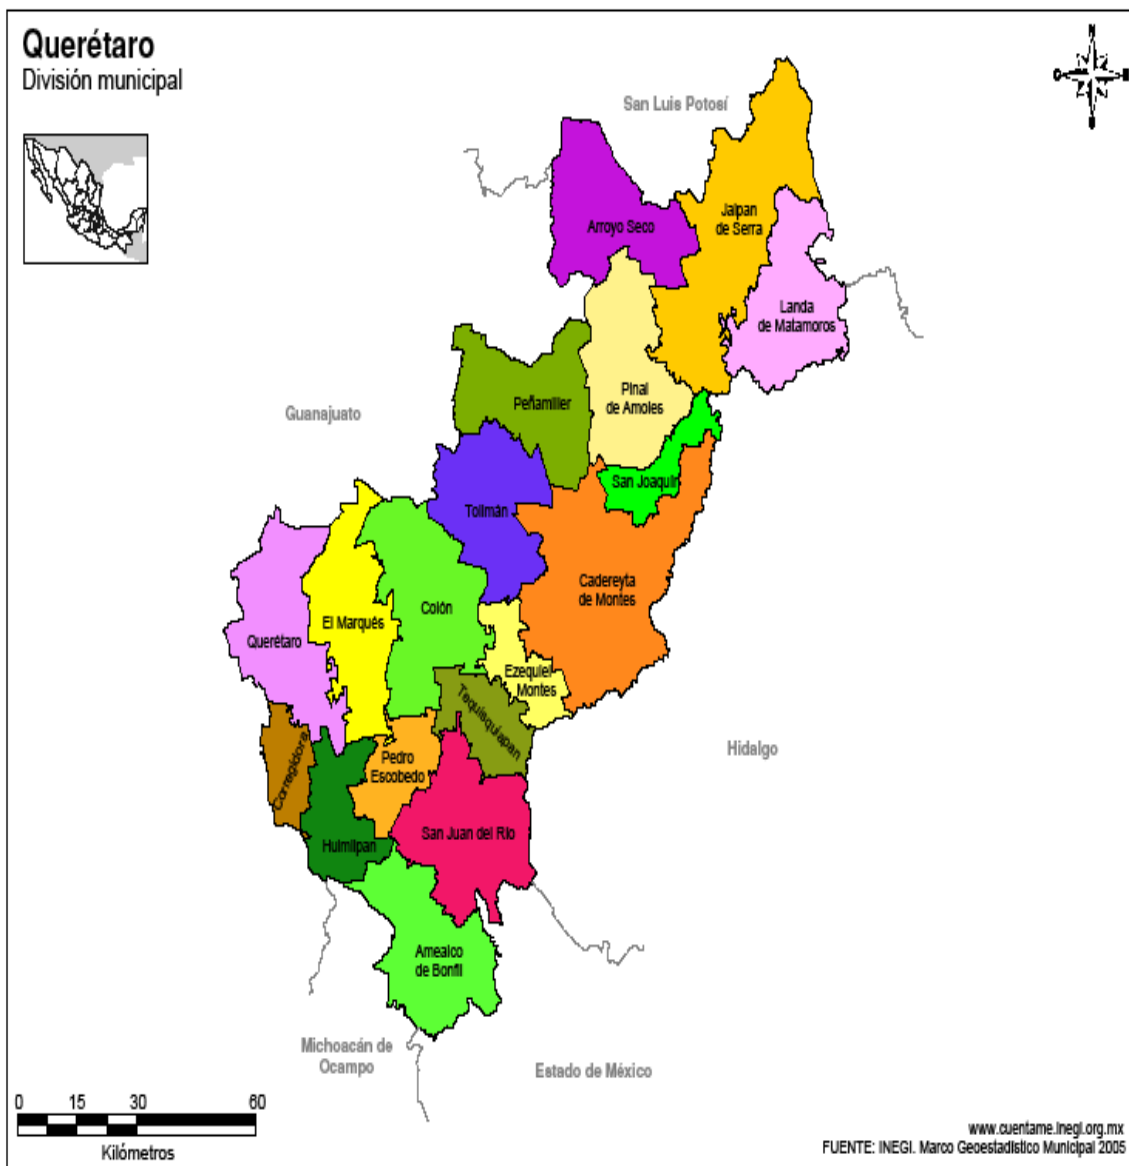 Querétaro
División municipal
N
O
E
S
San Luis Potosí
Jalpan
de Serra
Arroyo Seco
Landa
de Matamoros
Pinal
de Amoles
Peñamiller
Guanajuato
San Joaquín
Tolimán
Cadereyta
de Montes
Colón
El Marqués
Querétaro
Ezequiel
Montes
Tequisquiapan
Corregidora
Pedro
Escobedo
Hidalgo
San Juan del Río
Huimilpan
Amealco
de Bonfil
Michoacán de
Ocampo
Estado de México
0 15 30 60
Kilómetros
www.cuentame.inegi.org.mx
FUENTE: INEGI. Marco Geoestadístico Municipal 2005